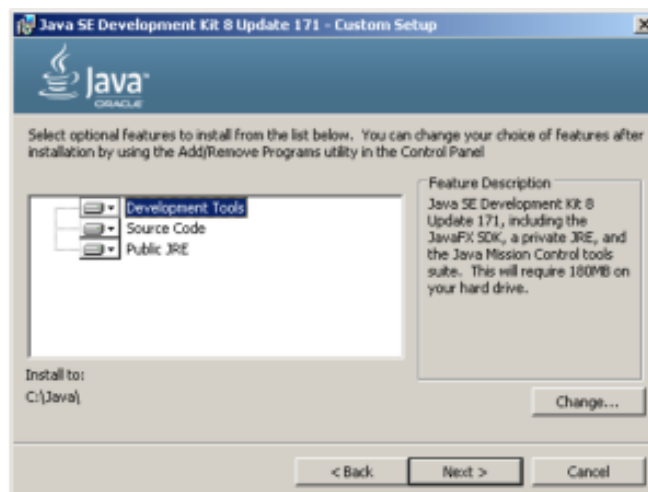 Java SE Development Kit 8 Update 171 - Custom Setup
Java
ORACLE
Select optional features to install from the list below. You can change your choice of features after
installation by using the Add/Remove Programs utility in the Control Panel
Development Tools
Source Code
Public JRE
Feature Description
Java SE Development Kit 8
Update 171, including the
JavaFX SDK, a private JRE, and
the Java Mission Control tools
suite. This will require 180MB on
your hard drive.
Install to:
C:\Java\
Change...
< Back
Next >
Cancel